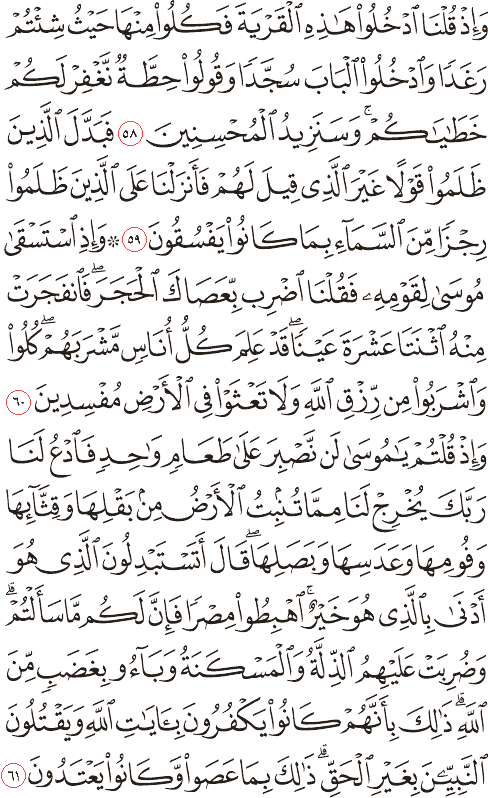 وَإِذْ قُلْنَا ٱدْخُلُوا۟ هَـٰذِهِ ٱلْقَرْيَةَ فَكُلُوا۟ مِنْهَا حَيْثُ شِئْتُمْ
رَغَدًا وَٱدْخُلُوا۟ ٱلْبَابَ سُجَّدًا وَقُولُوا۟ حِطَّةٌ نَّغْفِرْ لَكُمْ
خَطَـٰيَـٰكُمْ ۚ وَسَنَزِيدُ ٱلْمُحْسِنِينَ ٥٨ فَبَدَّلَ ٱلَّذِينَ
ظَلَمُوا۟ قَوْلًا غَيْرَ ٱلَّذِى قِيلَ لَهُمْ فَأَنزَلْنَا عَلَى ٱلَّذِينَ ظَلَمُوا۟
رِجْزًا مِّنَ ٱلسَّمَآءِ بِمَا كَانُوا۟ يَفْسُقُونَ ٥٩ ۞ وَإِذِ ٱسْتَسْقَىٰ
مُوسَىٰ لِقَوْمِهِۦ فَقُلْنَا ٱضْرِب بِّعَصَاكَ ٱلْحَجَرَ ۖ فَٱنفَجَرَتْ
مِنْهُ ٱثْنَتَا عَشْرَةَ عَيْنًا ۖ قَدْ عَلِمَ كُلُّ أُنَاسٍ مَّشْرَبَهُمْ ۖ كُلُوا۟
وَٱشْرَبُوا۟ مِن رِّزْقِ ٱللَّهِ وَلَا تَعْثَوْا۟ فِى ٱلْأَرْضِ مُفْسِدِينَ ٦٠
وَإِذْ قُلْتُمْ يَـٰمُوسَىٰ لَن نَّصْبِرَ عَلَىٰ طَعَامٍ وَٰحِدٍ فَٱدْعُ لَنَا
رَبَّكَ يُخْرِجْ لَنَا مِمَّا تُنۢبِتُ ٱلْأَرْضُ مِنۢ بَقْلِهَا وَقِثَّآئِهَا
وَفُومِهَا وَعَدَسِهَا وَبَصَلِهَا ۖ قَالَ أَتَسْتَبْدِلُونَ ٱلَّذِى هُوَ
أَدْنَىٰ بِٱلَّذِى هُوَ خَيْرٌ ۚ ٱهْبِطُوا۟ مِصْرًا فَإِنَّ لَكُم مَّا سَأَلْتُمْ ۗ
وَضُرِبَتْ عَلَيْهِمُ ٱلذِّلَّةُ وَٱلْمَسْكَنَةُ وَبَآءُو بِغَضَبٍ مِّنَ
ٱللَّهِ ۗ ذَٰلِكَ بِأَنَّهُمْ كَانُوا۟ يَكْفُرُونَ بِـَٔايَـٰتِ ٱللَّهِ وَيَقْتُلُونَ
ٱلنَّبِيِّـۧنَ بِغَيْرِ ٱلْحَقِّ ۗ ذَٰلِكَ بِمَا عَصَوا۟ وَّكَانُوا۟ يَعْتَدُونَ ٦١